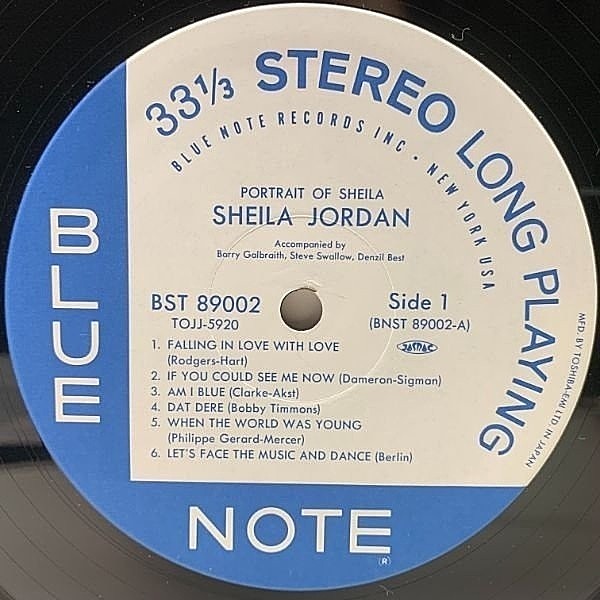 33 1/3 STEREO LONG PLAYING
BLUE NOTE RECORDS INC · NEW YORK USA
PORTRAIT OF SHEILA
SHEILA JORDAN
Accompanied by
Barry Galbraith, Steve Swallow, Denzil Best
BST 89002
TOJJ-5920
Side 1
(BNST 89002-A)
JASRAC
1. FALLING IN LOVE WITH LOVE
(Rodgers-Hart)
2. IF YOU COULD SEE ME NOW (Dameron-Sigman)
3. AM I BLUE (Clarke-Akst)
4. DAT DERE (Bobby Timmons)
5. WHEN THE WORLD WAS YOUNG
(Philippe Gerard-Mercer)
6. LET'S FACE THE MUSIC AND DANCE (Berlin)
MFD. BY TOSHIBA-EMI LTD. IN JAPAN
BLUE
NOTE®